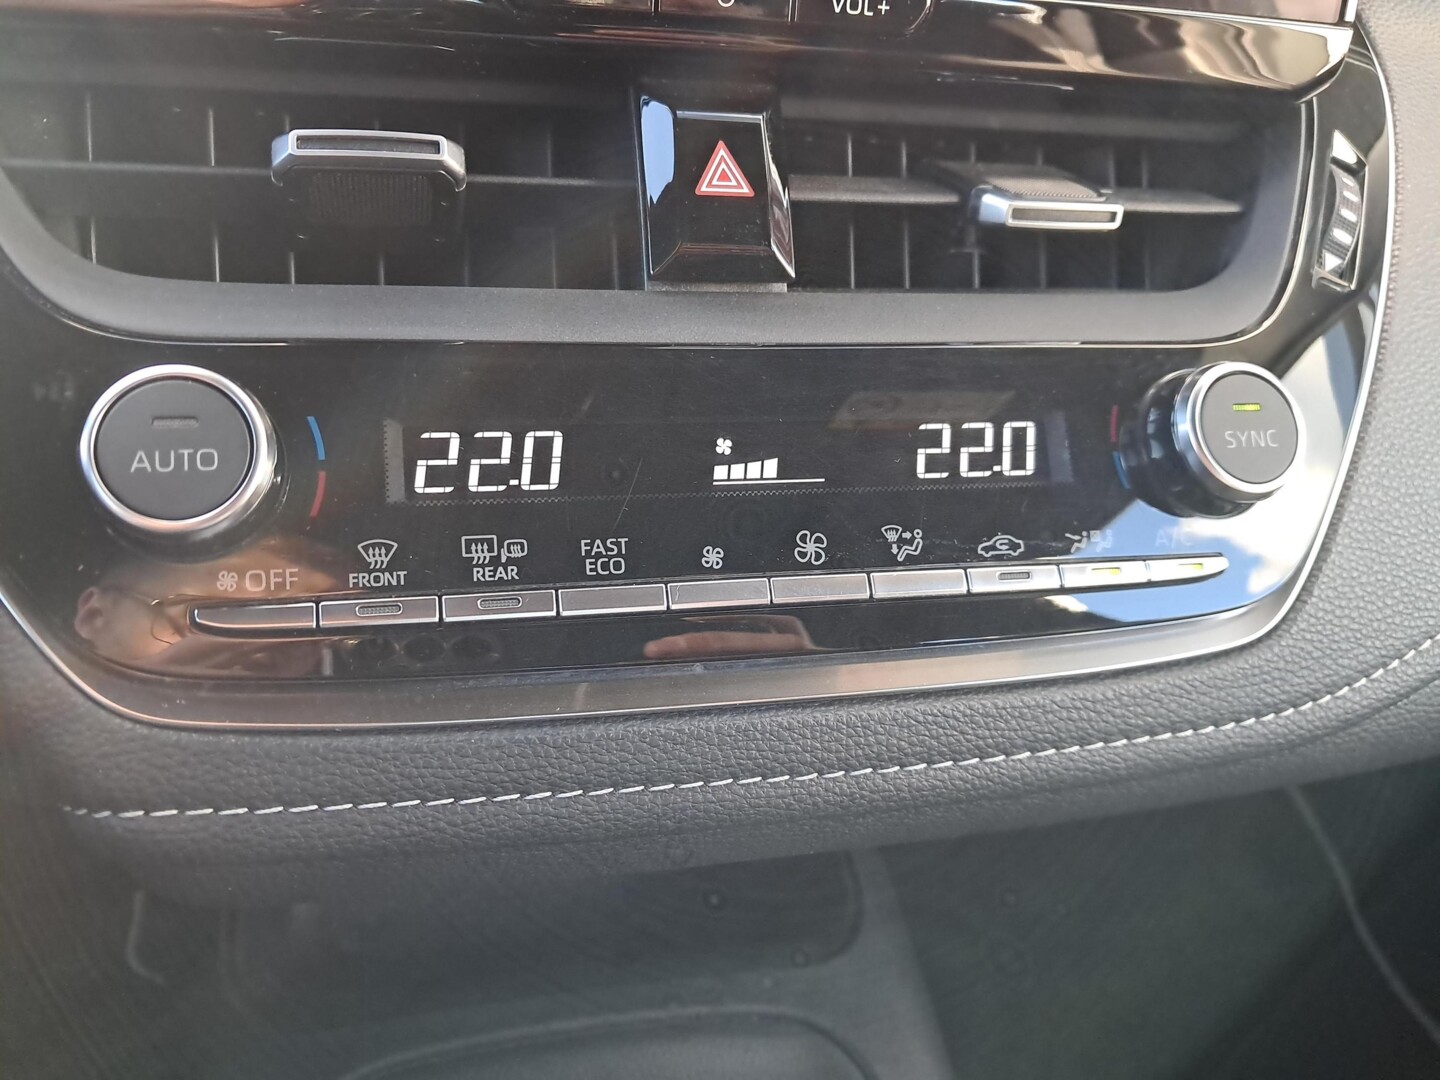 VOL+
AUTO
22.0
22.0
SYNC
OFF
FRONT
REAR
FAST
ECO
A/C